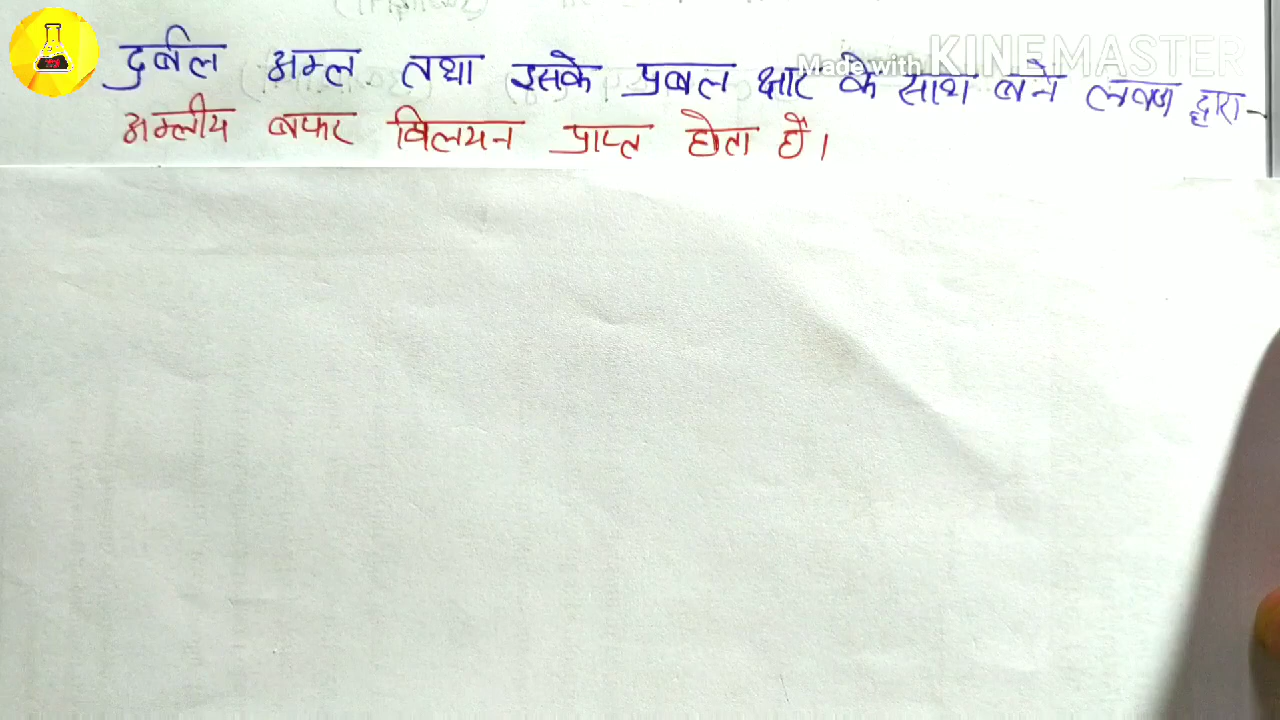 Made with KINEMASTER
दुर्बल अम्ल तथा इसके प्रबल क्षार के साथ बने लवण द्वारा-
अम्लीय बफर विलयन प्राप्त होता है।